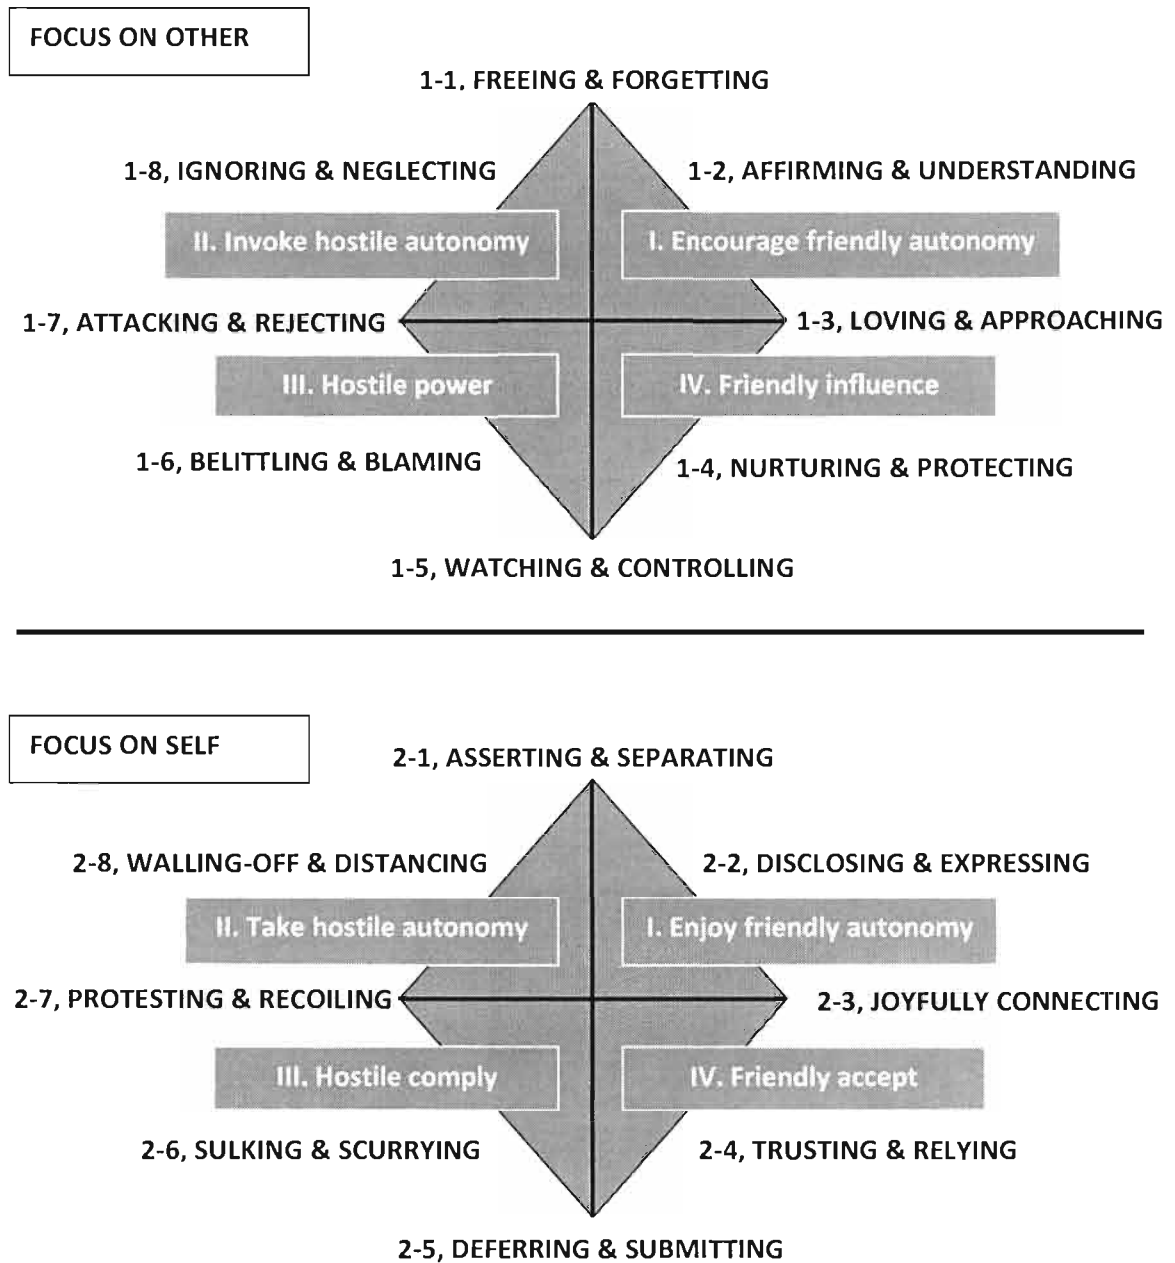 FOCUS ON OTHER
1-1, FREEING & FORGETTING
1-8, IGNORING & NEGLECTING
1-2, AFFIRMING & UNDERSTANDING
II. Invoke hostile autonomy
I. Encourage friendly autonomy
1-7, ATTACKING & REJECTING
1-3, LOVING & APPROACHING
III. Hostile power
IV. Friendly influence
1-6, BELITTLING & BLAMING
1-4, NURTURING & PROTECTING
1-5, WATCHING & CONTROLLING
FOCUS ON SELF
2-1, ASSERTING & SEPARATING
2-8, WALLING-OFF & DISTANCING
2-2, DISCLOSING & EXPRESSING
II. Take hostile autonomy
I. Enjoy friendly autonomy
2-7, PROTESTING & RECOILING
2-3, JOYFULLY CONNECTING
III. Hostile comply
IV. Friendly accept
2-6, SULKING & SCURRYING
2-4, TRUSTING & RELYING
2-5, DEFERRING & SUBMITTING